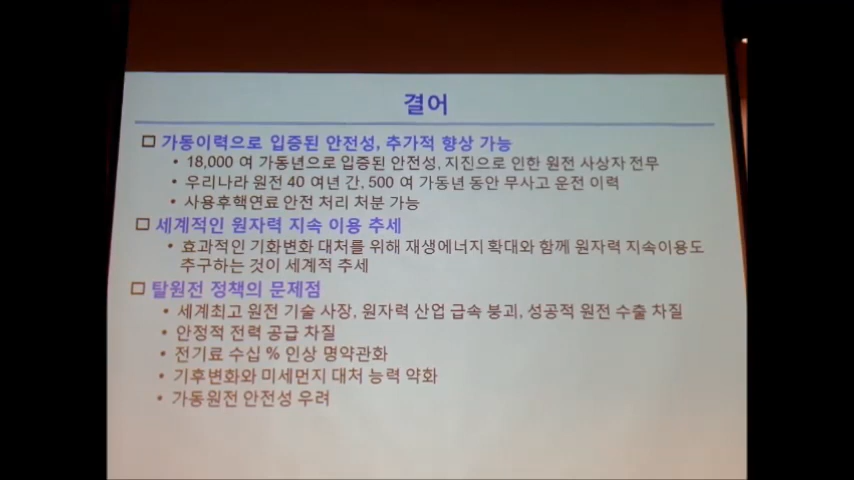 결어
가동이력으로 입증된 안전성, 추가적 향상 가능
• 18,000 여 가동년으로 입증된 안전성, 지진으로 인한 원전 사상자 전무
• 우리나라 원전 40 여년 간, 500 여 가동년 동안 무사고 운전 이력
• 사용후핵연료 안전 처리 처분 가능
세계적인 원자력 지속 이용 추세
• 효과적인 기화변화 대처를 위해 재생에너지 확대와 함께 원자력 지속이용도
추구하는 것이 세계적 추세
탈원전 정책의 문제점
• 세계최고 원전 기술 사장, 원자력 산업 급속 붕괴, 성공적 원전 수출 차질
• 안정적 전력 공급 차질
• 전기료 수십 % 인상 명약관화
• 기후변화와 미세먼지 대처 능력 약화
• 가동원전 안전성 우려